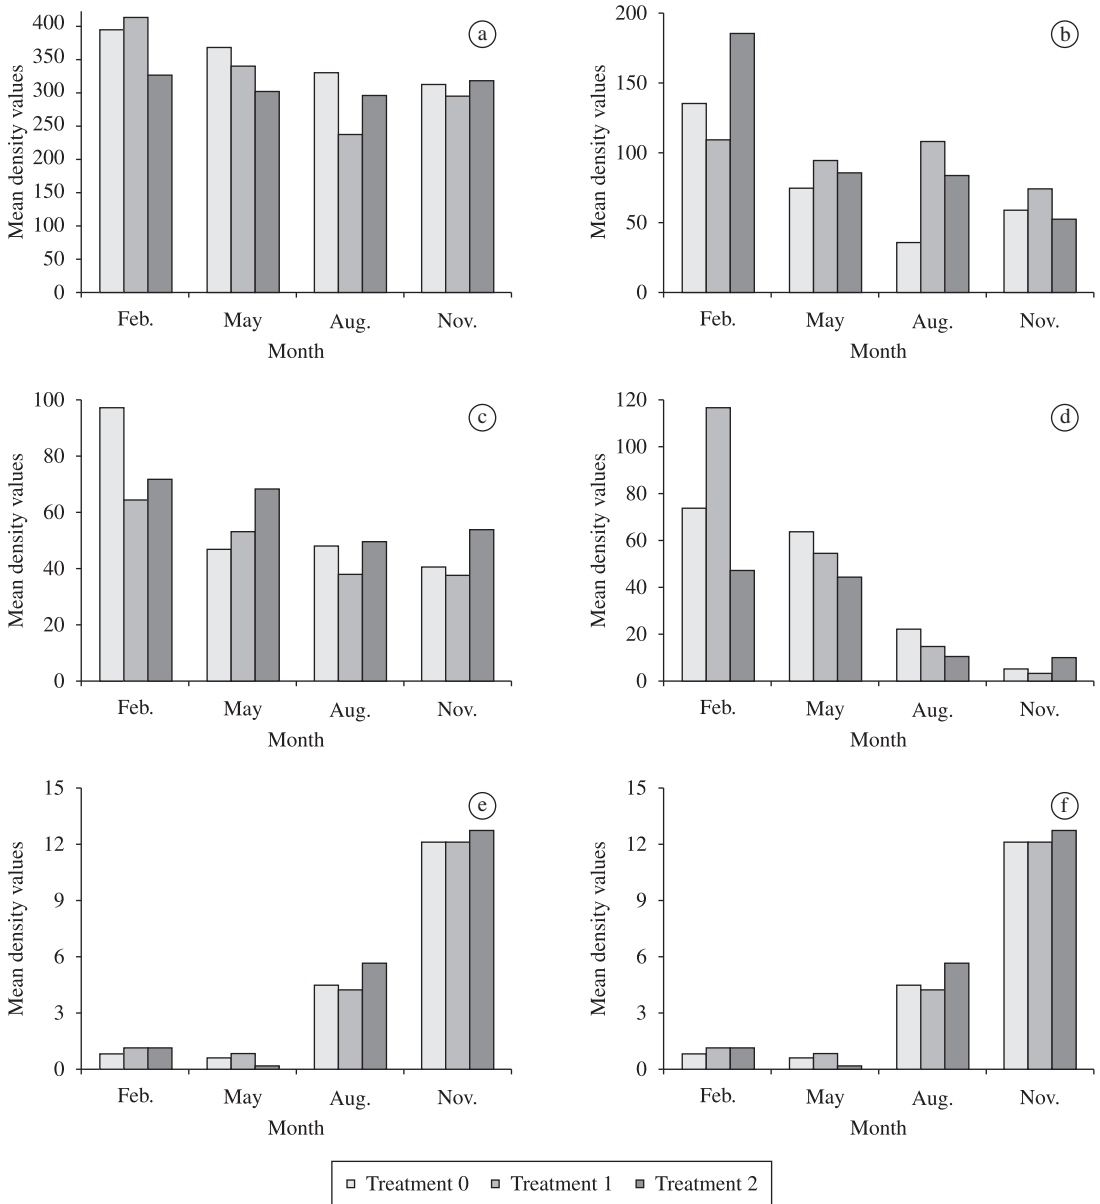 Mean density values
400
350
300
250
200
150
100
50
0
a
Feb. May Aug. Nov.
Month
Mean density values
200
150
100
50
0
b
Feb. May Aug. Nov.
Month
Mean density values
100
80
60
40
20
0
c
Feb. May Aug. Nov.
Month
Mean density values
120
100
80
60
40
20
0
d
Feb. May Aug. Nov.
Month
Mean density values
15
12
9
6
3
0
e
Feb. May Aug. Nov.
Month
Mean density values
15
12
9
6
3
0
f
Feb. May Aug. Nov.
Month
Treatment 0 Treatment 1 Treatment 2